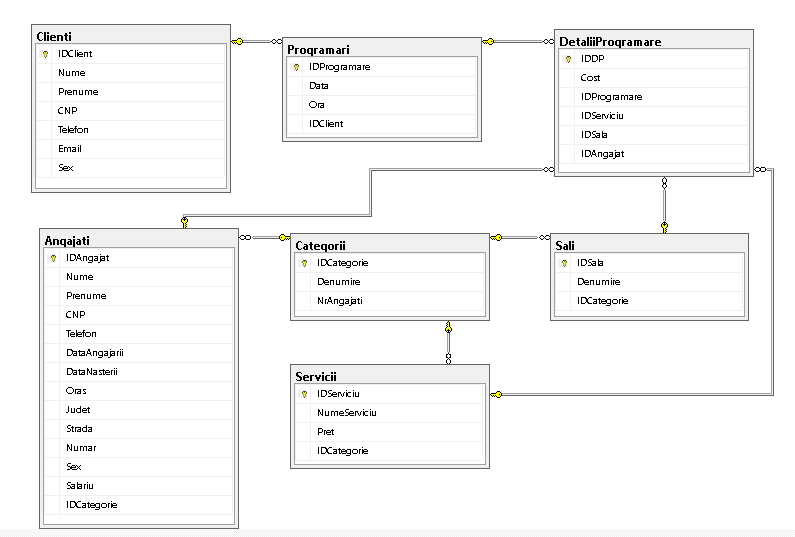 Clienti
IDClient
Nume
Prenume
CNP
Telefon
Email
Sex
Programari
IDProgramare
Data
Ora
IDClient
DetaliiProgramare
IDDP
Cost
IDProgramare
IDServiciu
IDSala
IDAngajat
Angajati
IDAngajat
Nume
Prenume
CNP
Telefon
DataAngajarii
DataNasterii
Oras
Judet
Strada
Numar
Sex
Salariu
IDCategorie
Categorii
IDCategorie
Denumire
NrAngajati
Sali
IDSala
Denumire
IDCategorie
Servicii
IDServiciu
NumeServiciu
Pret
IDCategorie